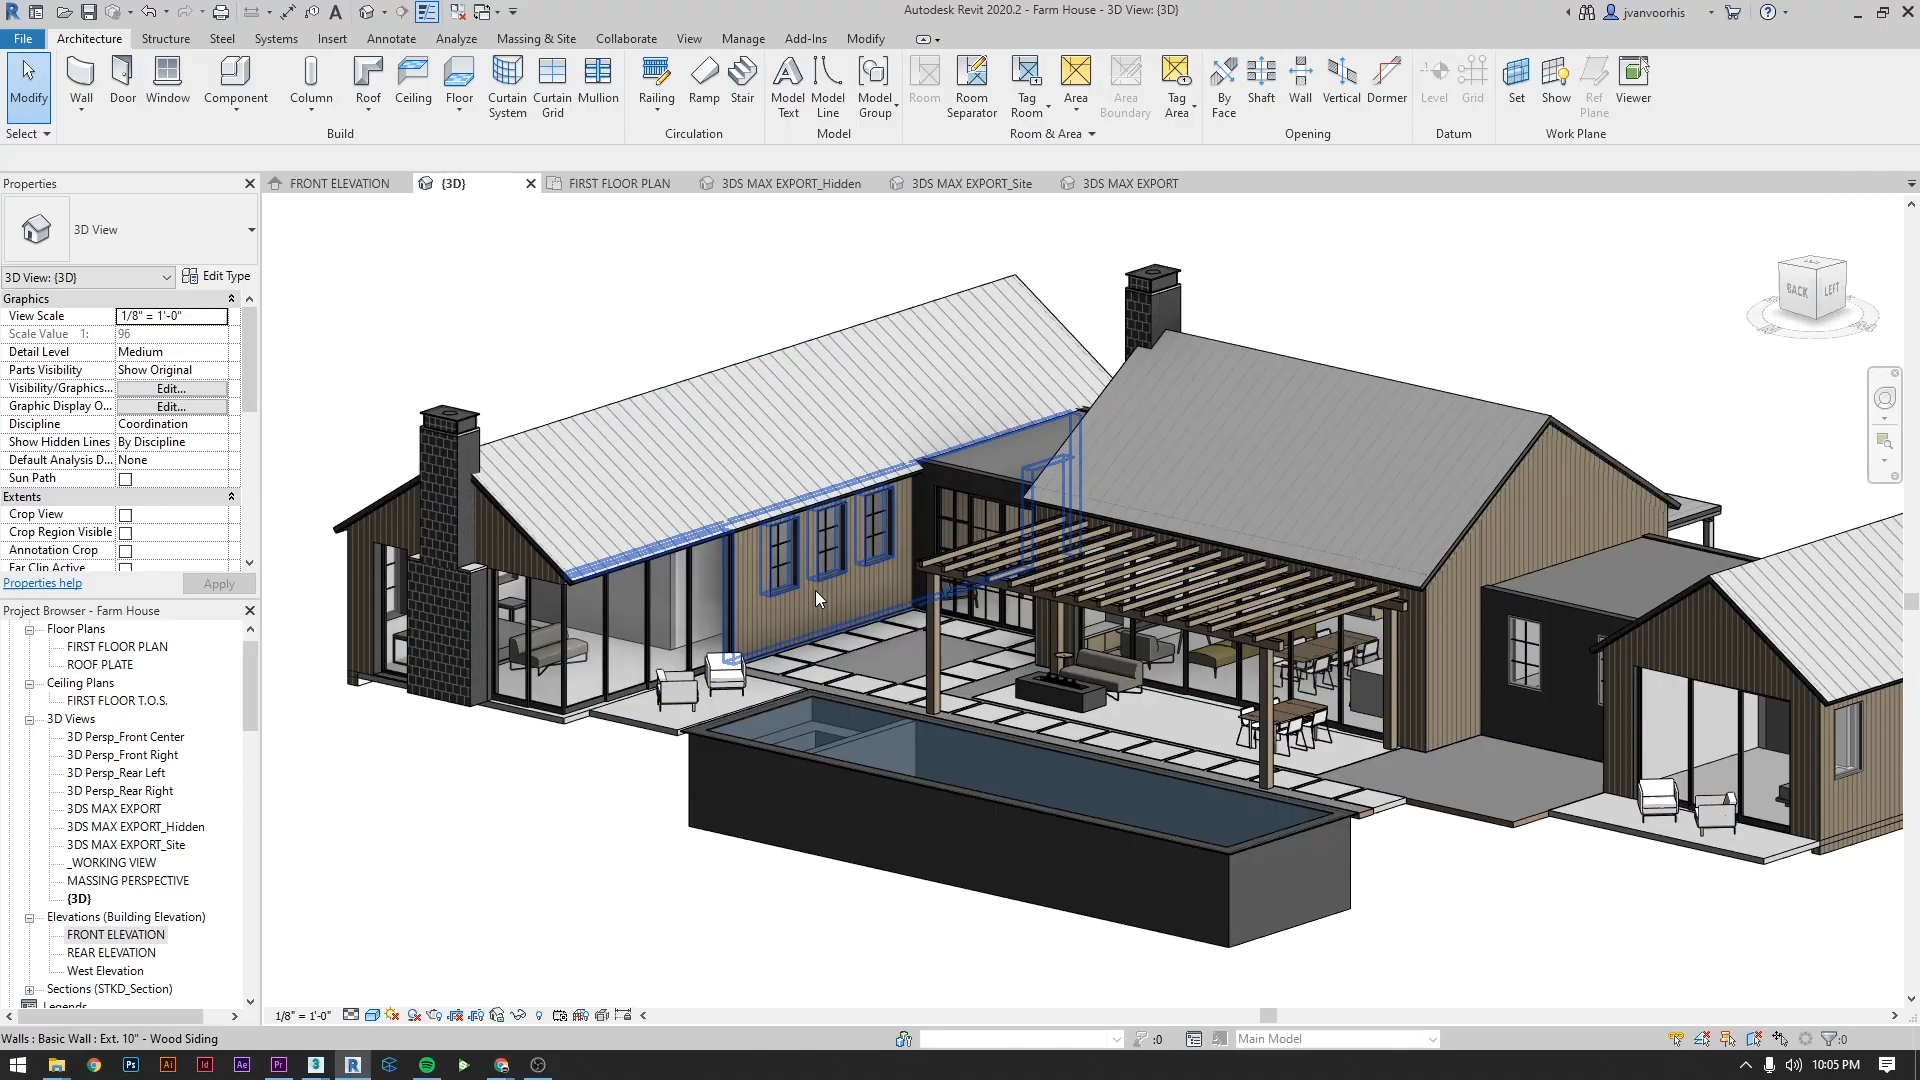 Autodesk Revit 2020.2 - Farm House - 3D View: {3D}
jvanvoorhis
File Architecture Structure Steel Systems Insert Annotate Analyze Massing & Site Collaborate View Manage Add-Ins Modify
Modify Wall Door Window Component Column Roof Ceiling Floor Curtain System Curtain Grid Mullion Railing Ramp Stair Model Text Model Line Model Group Room Room Separator Tag Room Area Area Boundary Tag Area By Face Shaft Wall Vertical Dormer Level Grid Set Show Ref Plane Viewer
Select Build Circulation Model Room & Area Opening Datum Work Plane
Properties
FRONT ELEVATION {3D} FIRST FLOOR PLAN 3DS MAX EXPORT_Hidden 3DS MAX EXPORT_Site 3DS MAX EXPORT
3D View
3D View: {3D} Edit Type
Graphics
View Scale 1/8" = 1'-0"
Scale Value 1: 96
Detail Level Medium
Parts Visibility Show Original
Visibility/Graphics... Edit...
Graphic Display O... Edit...
Discipline Coordination
Show Hidden Lines By Discipline
Default Analysis D... None
Sun Path
Extents
Crop View
Crop Region Visible
Annotation Crop
Far Clip Active
Properties help Apply
Project Browser - Farm House
Floor Plans
FIRST FLOOR PLAN
ROOF PLATE
Ceiling Plans
FIRST FLOOR T.O.S.
3D Views
3D Persp_Front Center
3D Persp_Front Right
3D Persp_Rear Left
3D Persp_Rear Right
3DS MAX EXPORT
3DS MAX EXPORT_Hidden
3DS MAX EXPORT_Site
_WORKING VIEW
MASSING PERSPECTIVE
{3D}
Elevations (Building Elevation)
FRONT ELEVATION
REAR ELEVATION
West Elevation
Sections (STKD_Section)
Legends
BACK LEFT
1/8" = 1'-0"
Walls : Basic Wall : Ext. 10" - Wood Siding
:0 Main Model :0
Ps Ai Id Ae Pr 3 R
10:05 PM